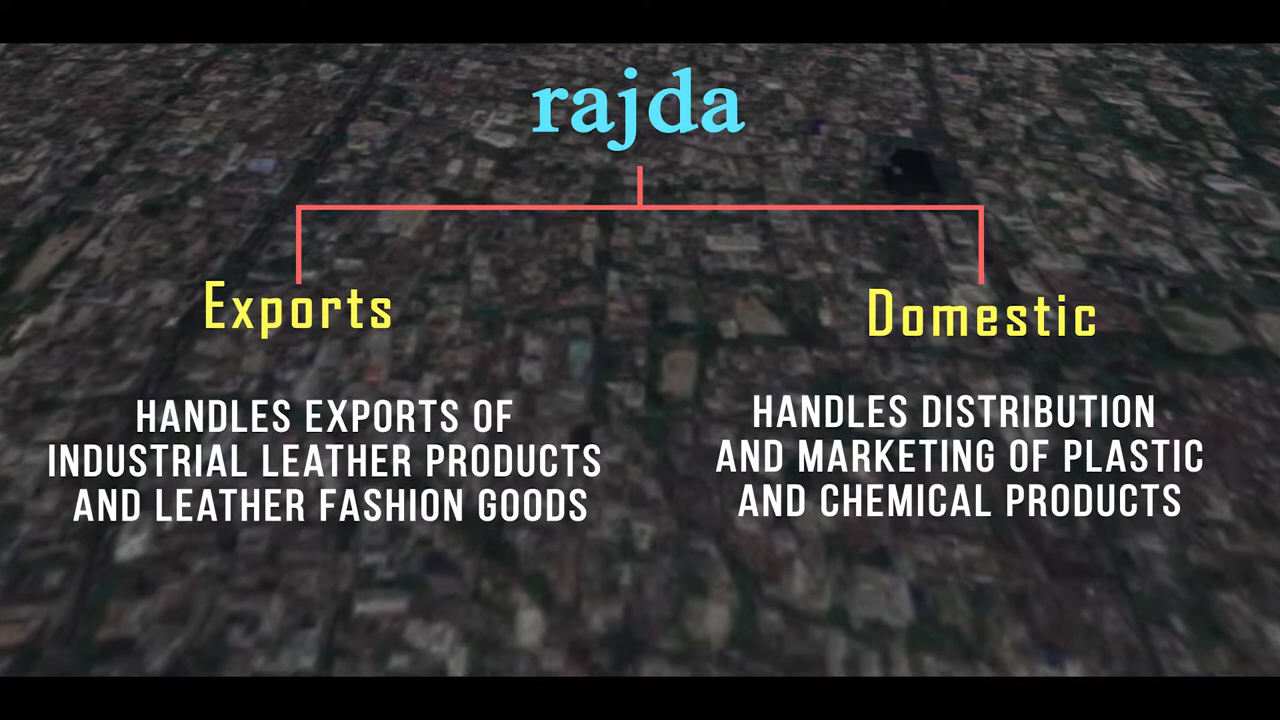 rajda
Exports
HANDLES EXPORTS OF
INDUSTRIAL LEATHER PRODUCTS
AND LEATHER FASHION GOODS
Domestic
HANDLES DISTRIBUTION
AND MARKETING OF PLASTIC
AND CHEMICAL PRODUCTS